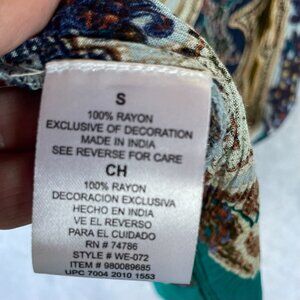 S
100% RAYON
EXCLUSIVE OF DECORATION
MADE IN INDIA
SEE REVERSE FOR CARE
CH
100% RAYON
DECORACION EXCLUSIVA
HECHO EN INDIA
VE EL REVERSO
PARA EL CUIDADO
RN # 74786
STYLE # WE-072
ITEM # 980089685
UPC 7004 2010 1553